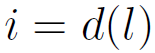 i = d(l)